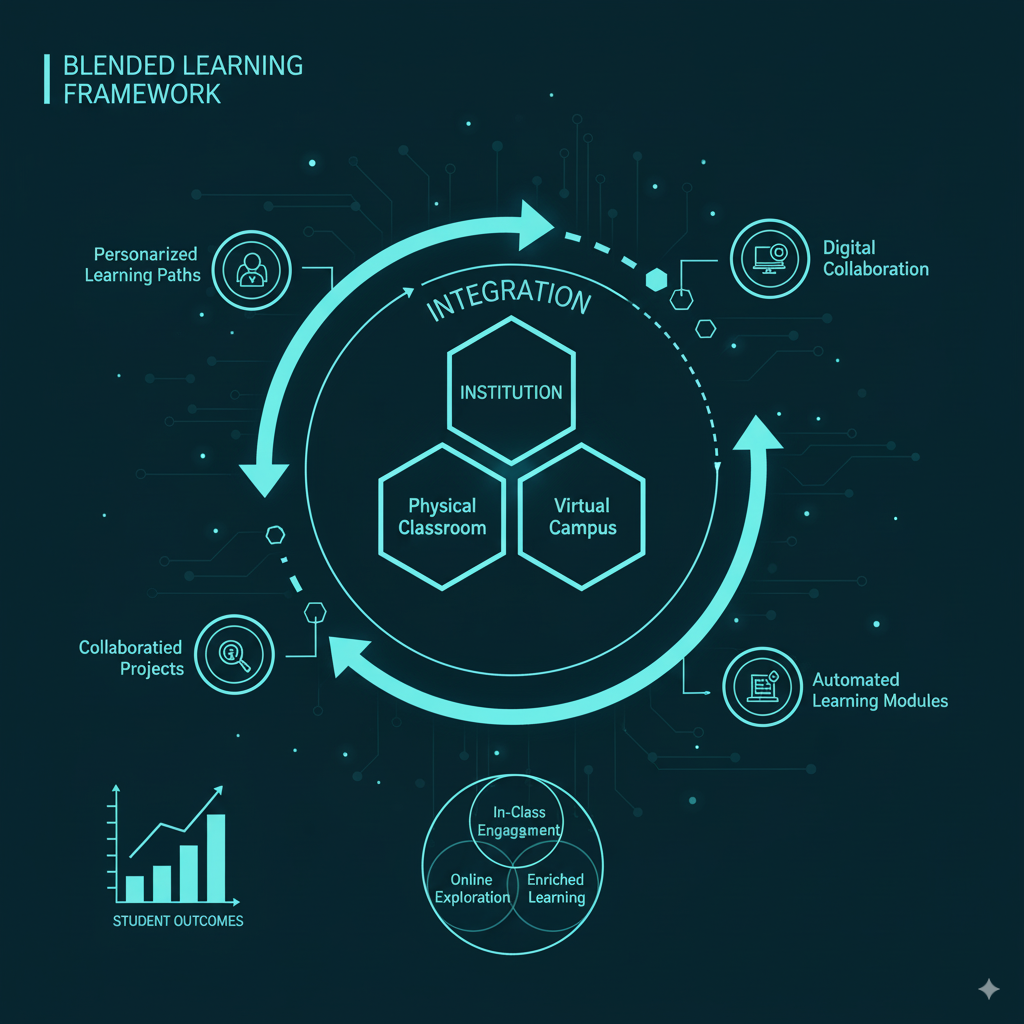 BLENDED LEARNING
FRAMEWORK
Personarized
Learning Paths
Digital
Collaboration
INTEGRATION
INSTITUTION
Physical
Classroom
Virtual
Campus
Collaboratied
Projects
Automated
Learning Modules
STUDENT OUTCOMES
In-Class
Engagement
Online
Exploration
Enriched
Learning